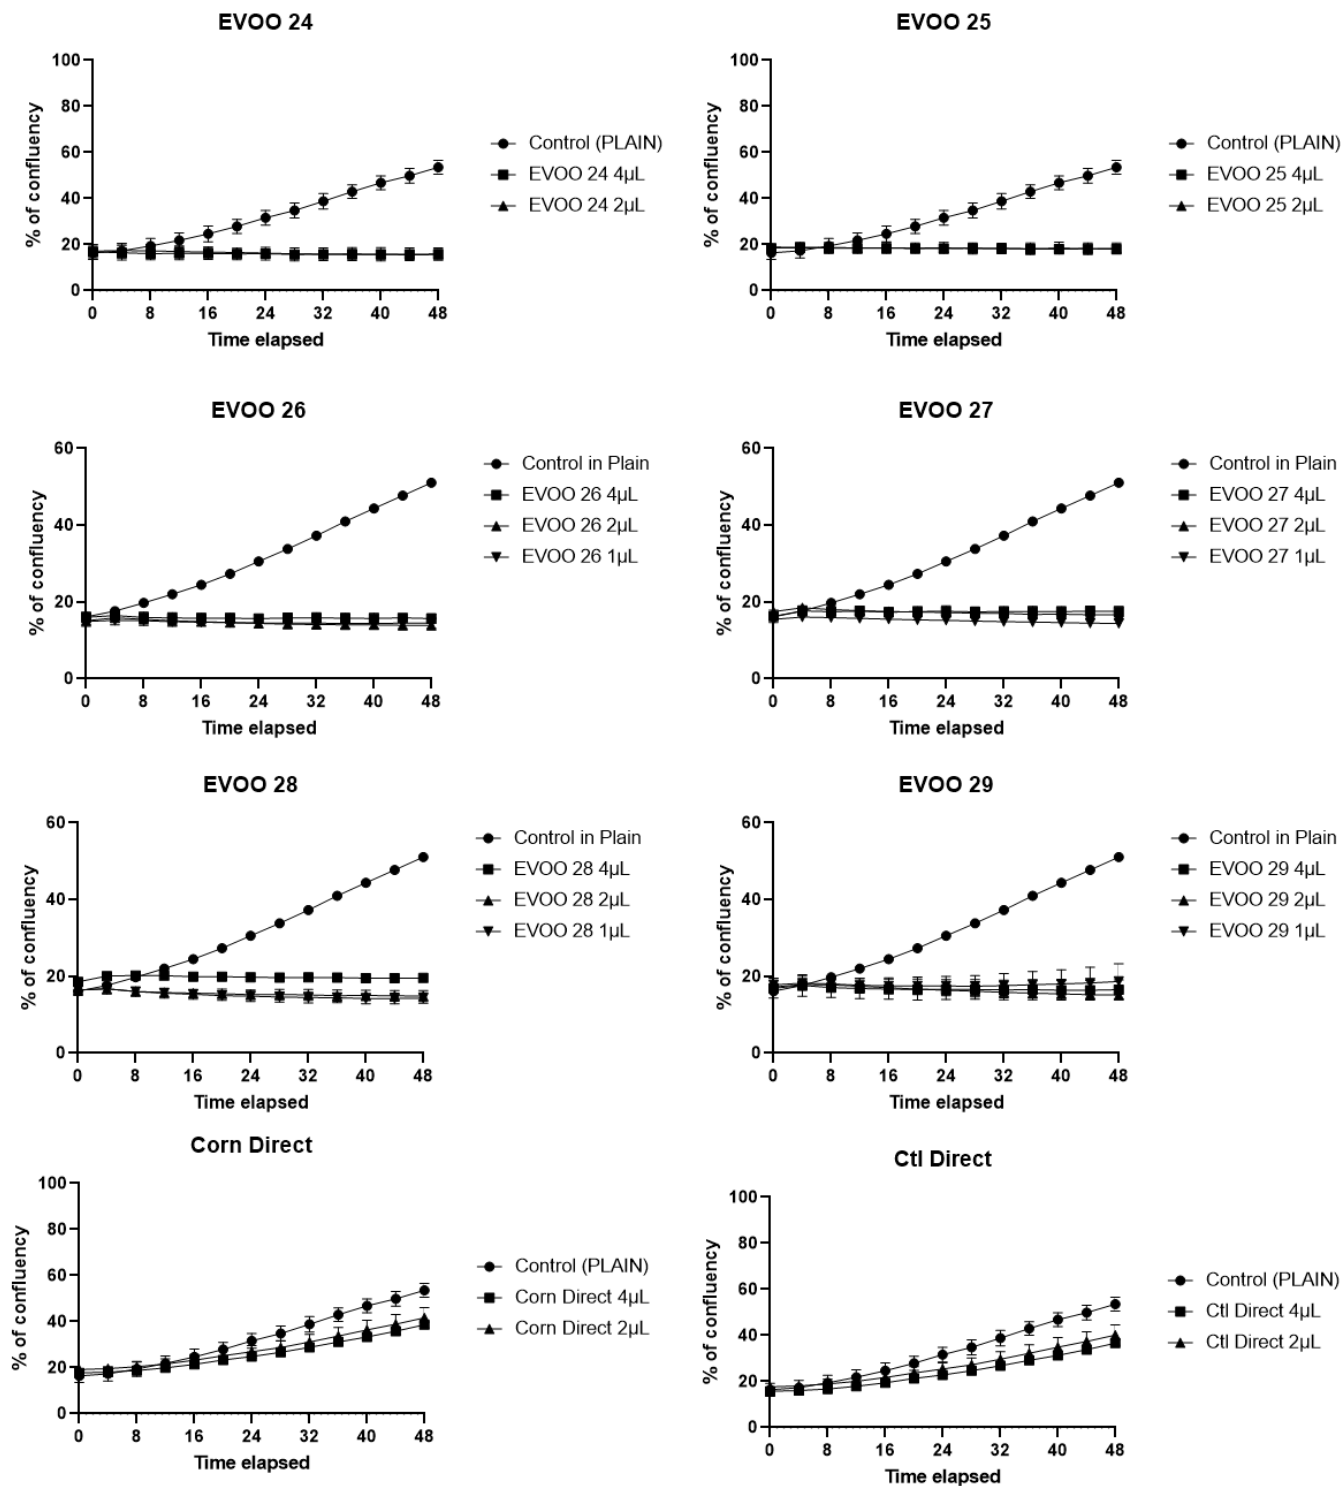 EVOO 24
100
80
60
40
20
0
% of confluency
0 8 16 24 32 40 48
Time elapsed
Control (PLAIN)
EVOO 24 4µL
EVOO 24 2µL
EVOO 25
100
80
60
40
20
0
% of confluency
0 8 16 24 32 40 48
Time elapsed
Control (PLAIN)
EVOO 25 4µL
EVOO 25 2µL
EVOO 26
60
40
20
0
% of confluency
0 8 16 24 32 40 48
Time elapsed
Control in Plain
EVOO 26 4µL
EVOO 26 2µL
EVOO 26 1µL
EVOO 27
60
40
20
0
% of confluency
0 8 16 24 32 40 48
Time elapsed
Control in Plain
EVOO 27 4µL
EVOO 27 2µL
EVOO 27 1µL
EVOO 28
60
40
20
0
% of confluency
0 8 16 24 32 40 48
Time elapsed
Control in Plain
EVOO 28 4µL
EVOO 28 2µL
EVOO 28 1µL
EVOO 29
60
40
20
0
% of confluency
0 8 16 24 32 40 48
Time elapsed
Control in Plain
EVOO 29 4µL
EVOO 29 2µL
EVOO 29 1µL
Corn Direct
100
80
60
40
20
0
% of confluency
0 8 16 24 32 40 48
Time elapsed
Control (PLAIN)
Corn Direct 4µL
Corn Direct 2µL
Ctl Direct
100
80
60
40
20
0
% of confluency
0 8 16 24 32 40 48
Time elapsed
Control (PLAIN)
Ctl Direct 4µL
Ctl Direct 2µL